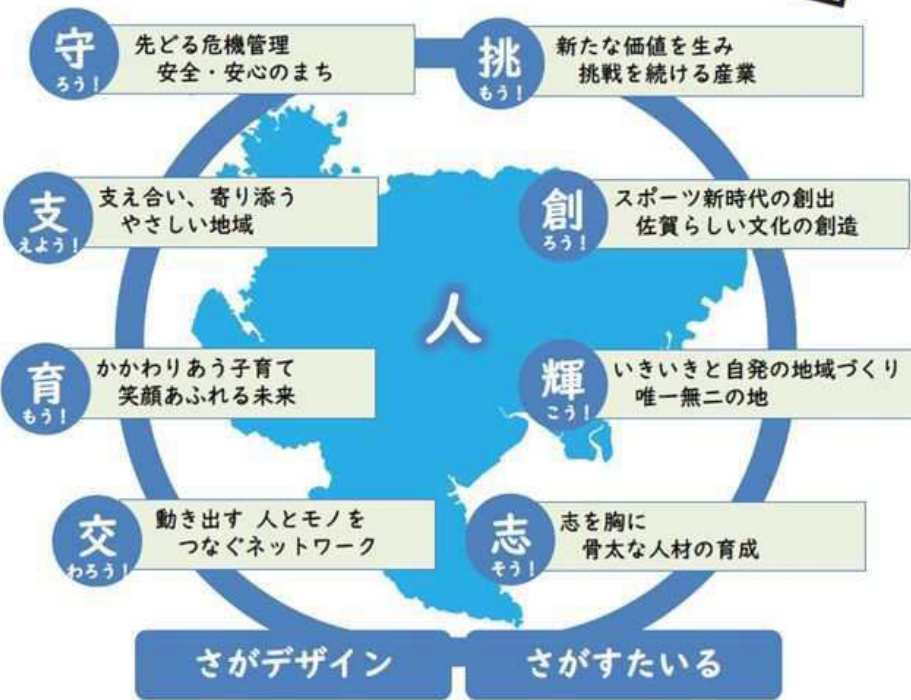 守
ろう！
先どる危機管理
安全・安心のまち
挑
もう！
新たな価値を生み
挑戦を続ける産業
支
えよう！
支え合い、寄り添う
やさしい地域
創
ろう！
スポーツ新時代の創出
佐賀らしい文化の創造
人
育
もう！
かかわりあう子育て
笑顔あふれる未来
輝
こう！
いきいきと自発の地域づくり
唯一無二の地
交
わろう！
動き出す 人とモノを
つなぐネットワーク
志
そう！
志を胸に
骨太な人材の育成
さがデザイン
さがすたいる